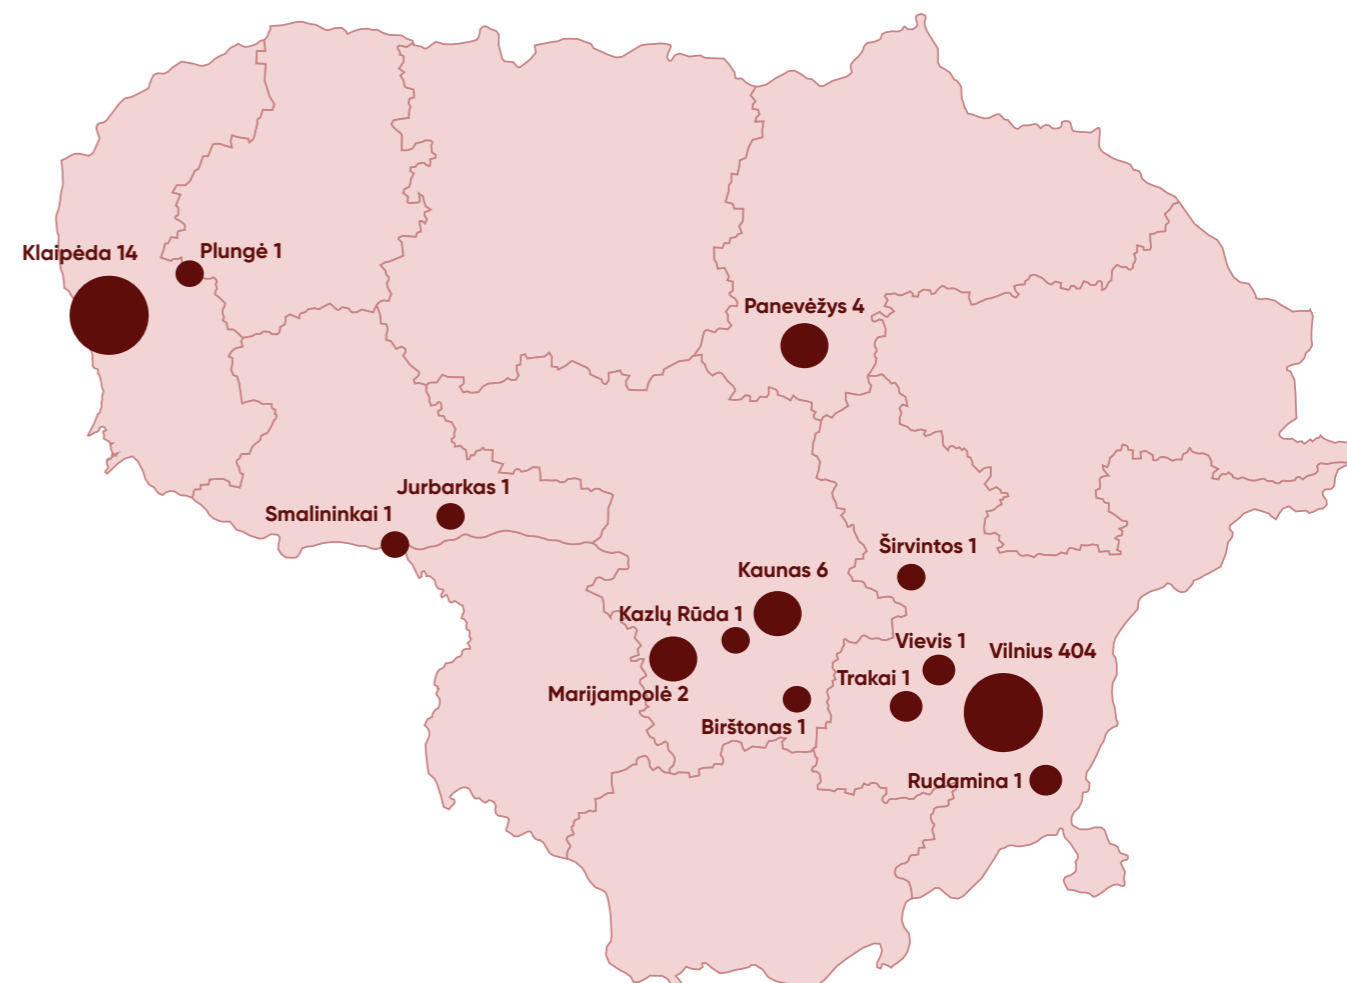 Klaipėda 14
Plungė 1
Panevėžys 4
Jurbarkas 1
Smalininkai 1
Širvintos 1
Kaunas 6
Kazlų Rūda 1
Vievis 1
Vilnius 404
Trakai 1
Marijampolė 2
Birštonas 1
Rudamina 1